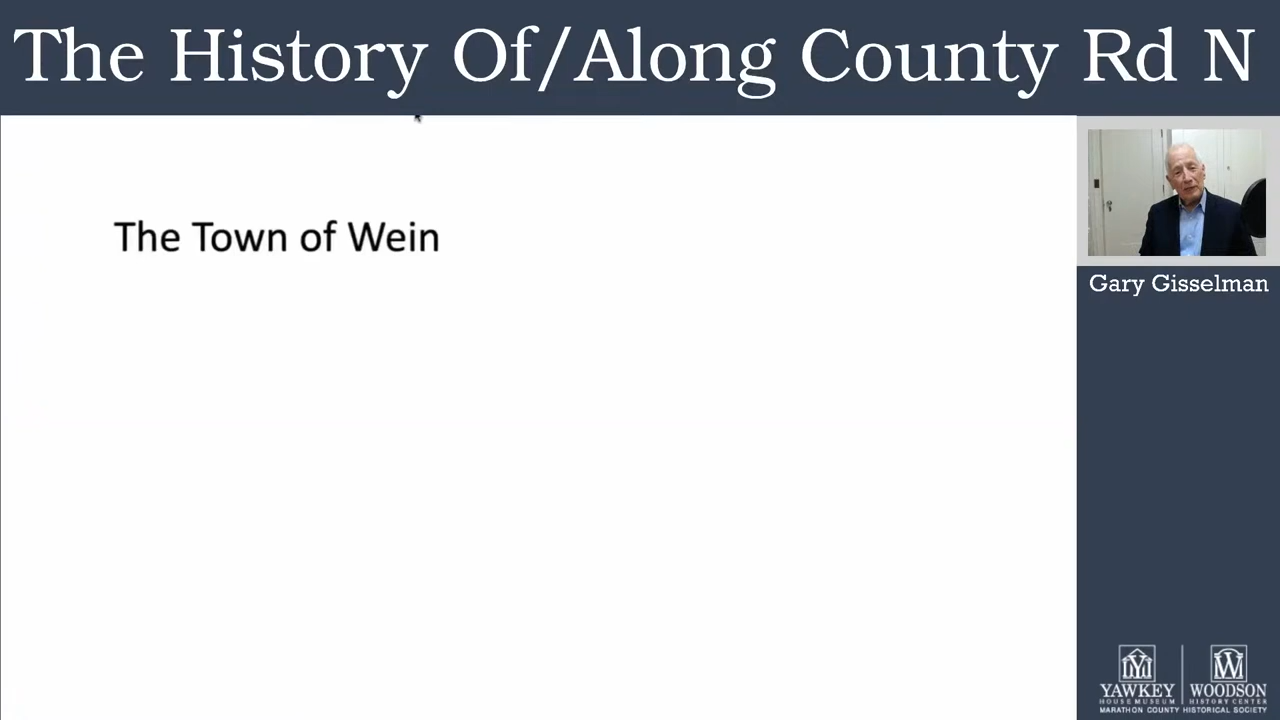 The History Of/Along County Rd N
The Town of Wein
Gary Gisselman
YAWKEY
HOUSE MUSEUM
WOODSON
HISTORY CENTER
MARATHON COUNTY HISTORICAL SOCIETY